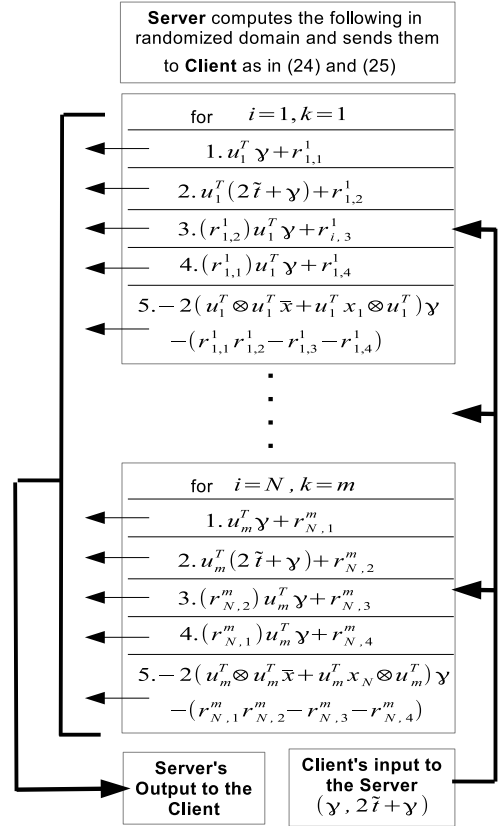 Server computes the following in
randomized domain and sends them
to Client as in (24) and (25)
for i=1, k=1
1. u_1^T γ + r_{1,1}^1
2. u_1^T (2 t̃ + γ) + r_{1,2}^1
3. (r_{1,2}^1) u_1^T γ + r_{i,3}^1
4. (r_{1,1}^1) u_1^T γ + r_{1,4}^1
5. −2(u_1^T ⊗ u_1^T x̄ + u_1^T x_1 ⊗ u_1^T) γ
−(r_{1,1}^1 r_{1,2}^1 − r_{1,3}^1 − r_{1,4}^1)
for i=N, k=m
1. u_m^T γ + r_{N,1}^m
2. u_m^T (2 t̃ + γ) + r_{N,2}^m
3. (r_{N,2}^m) u_m^T γ + r_{N,3}^m
4. (r_{N,1}^m) u_m^T γ + r_{N,4}^m
5. −2(u_m^T ⊗ u_m^T x̄ + u_m^T x_N ⊗ u_m^T) γ
−(r_{N,1}^m r_{N,2}^m − r_{N,3}^m − r_{N,4}^m)
Server's
Output to the
Client
Client's input to
the Server
(γ, 2 t̃ + γ)